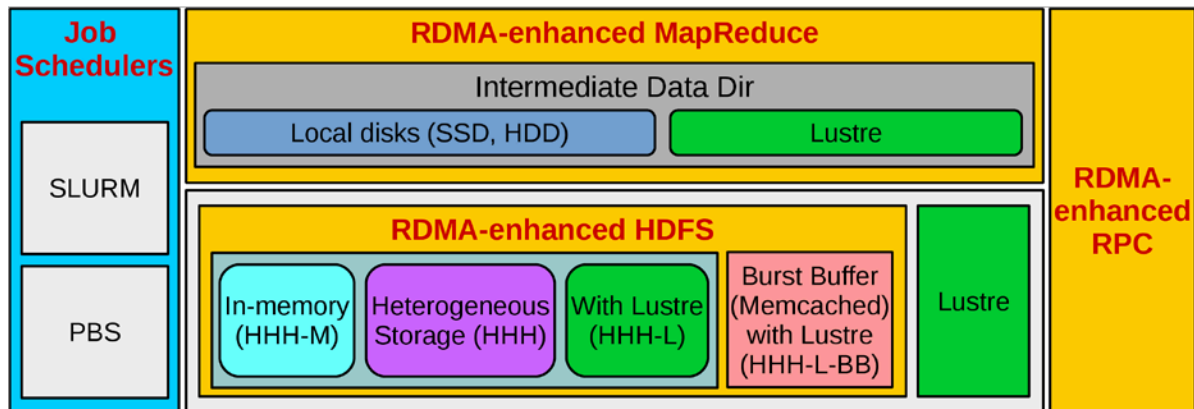 Job
Schedulers
SLURM
PBS
RDMA-enhanced MapReduce
Intermediate Data Dir
Local disks (SSD, HDD)
Lustre
RDMA-enhanced HDFS
In-memory
(HHH-M)
Heterogeneous
Storage (HHH)
With Lustre
(HHH-L)
Burst Buffer
(Memcached)
with Lustre
(HHH-L-BB)
Lustre
RDMA-
enhanced
RPC